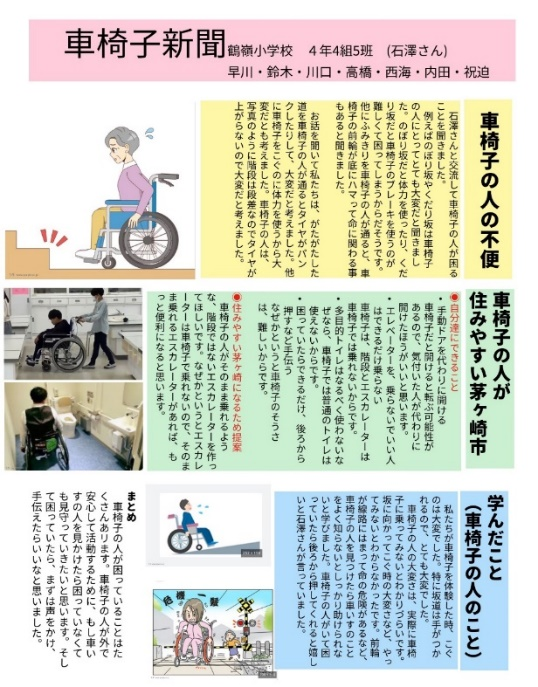 車椅子新聞
鶴嶺小学校　４年4組5班　(石澤さん)
早川・鈴木・川口・高橋・西海・内田・祝迫
車椅子の人の不便
石澤さんと交流して車椅子の人が困る
ことを聞きました。
例えばのぼり坂やくだり坂は車椅子
の人にとってとても大変だと聞きまし
た。のぼり坂だと体力を使ったり、くだ
り坂だと車椅子のブレーキを使うのが
難しくて困ってしまうからだそうです。
他にふみきりを車椅子の人が通ると、車
椅子の前輪が底にハマって命に関わる事
もあると聞きました。
お話を聞いて私たちは、がたがたした
道を車椅子の人が通るとタイヤがパン
クしたりして、大変だと考えました。他
に車椅子をこぐのに体力を使うから大
変だとも考えました。車椅子の人は、
写真のように階段は段差なのでタイヤが
上がらないので大変だと考えました。
車椅子の人が
住みやすい茅ヶ崎市
◉自分達にできること
・手動ドアを代わりに開ける
車椅子だと開けると転ぶ可能性が
あるので、気付いた人が代わりに
開けたほうがいいと思います。
・エレベーターを、乗らないでいい人
はできるだけ乗らない
車椅子は、階段やエスカレーターは
車椅子では乗れないからです。
・多目的トイレはなるべく使わないな
ぜなら、車椅子では普通のトイレは
使えないからです。
・困っていたらできるだけ、後ろから
押すなど手伝う
なぜかというと車椅子のそうさ
は、難しいからです。
◉住みやすい茅ヶ崎になるため提案
車椅子の人がそのまま乗れるよう
な、階段ではないエスカレーターを作っ
てほしいです。なぜかというとエスカレ
ーターは車椅子で乗れないので、そのま
ま乗れるエスカレーターがあれば、も
っと便利になると思います。
学んだこと
(車椅子の人のこと)
私たちが車椅子を体験した時、こぐ
のは大変でした。特に坂道は手がつか
れるので、とても大変でした。
車椅子の人の大変さは、実際に車椅
子に乗ってみないとわかりづらいです。
坂に向かってこぐ時の大変さなど、やっ
てみないとわからなかったです。前輪
が線路にはまって命の危険があるなど、
車椅子の人を見つけたら車いすのこと
をよく知らないとしっかり助けられな
いと学びました。車椅子の人がいて困
っていたら後ろから押してくれると嬉し
いと石澤さんが言っていました。
まとめ
車椅子の人が困っていることはた
くさんあります。車椅子の人が外で
安心して活動するために、もし車い
すの人を見かけたら困っていなくて
も見守っていきたいと思います。そし
て困っていたら、まずは声をかけ、
手伝えたらいいなと思いました。